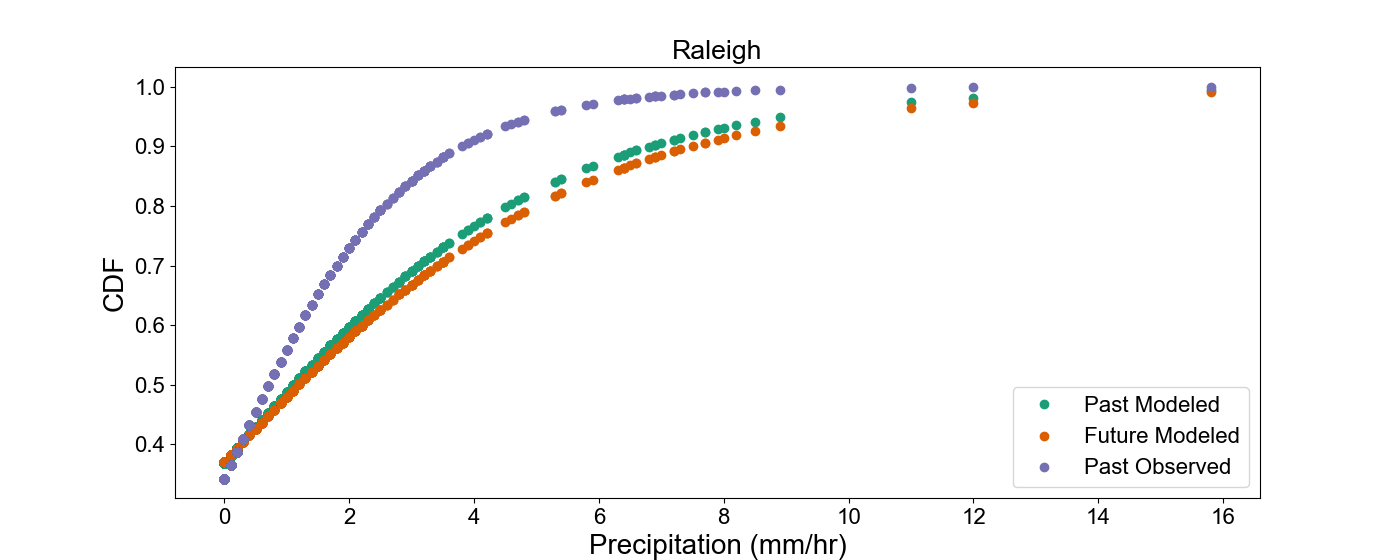 Raleigh
CDF
1.0
0.9
0.8
0.7
0.6
0.5
0.4
Past Modeled
Future Modeled
Past Observed
0 2 4 6 8 10 12 14 16
Precipitation (mm/hr)